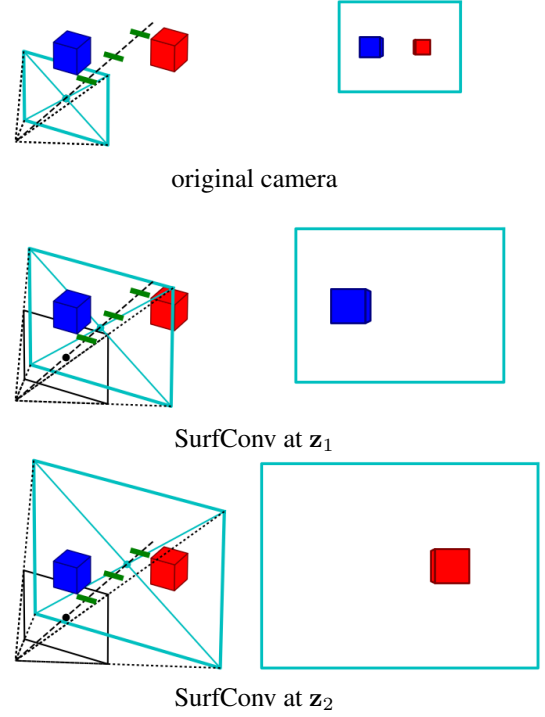 original camera
SurfConv at z₁
SurfConv at z₂